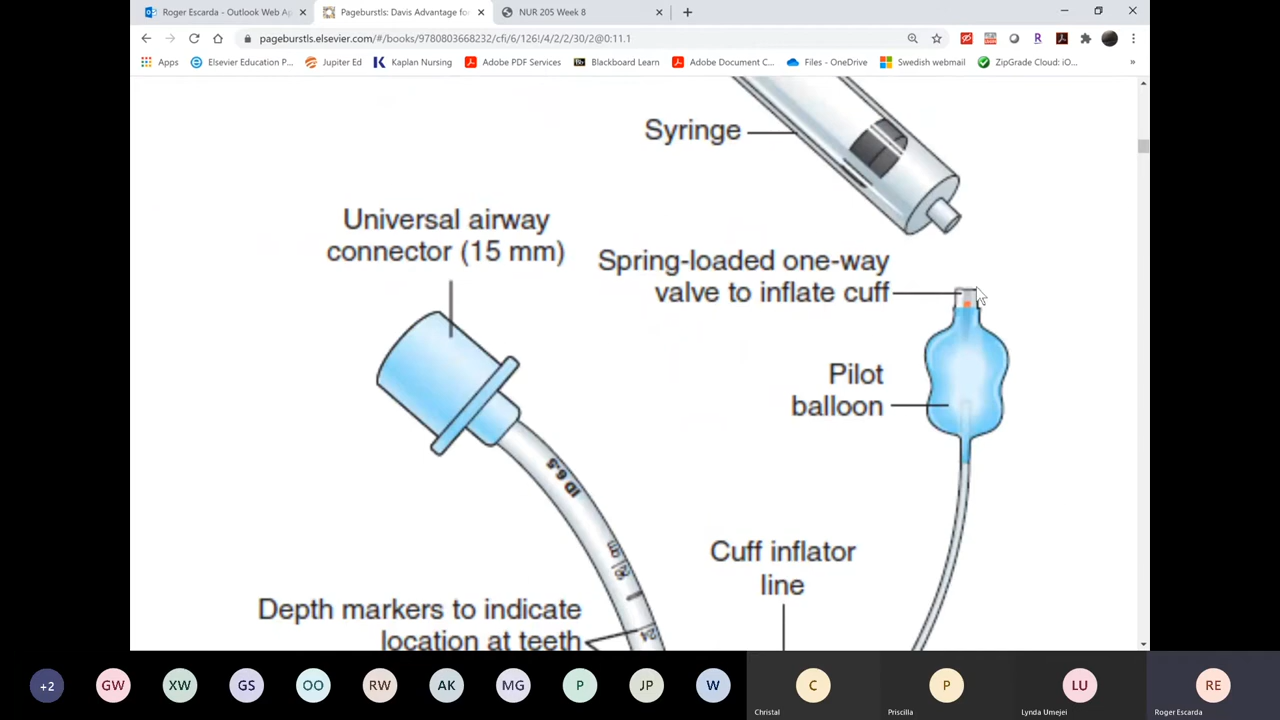 Roger Escarda - Outlook Web Ap
Pageburstls: Davis Advantage for
NUR 205 Week 8
pageburstls.elsevier.com/#/books/9780803668232/cfi/6/126!/4/2/2/30/2@0:11.1
Apps
Elsevier Education P...
Jupiter Ed
Kaplan Nursing
Adobe PDF Services
Blackboard Learn
Adobe Document C...
Files - OneDrive
Swedish webmail
ZipGrade Cloud: iO...
Syringe
Universal airway
connector (15 mm)
Spring-loaded one-way
valve to inflate cuff
Pilot
balloon
ID 6.5
Cuff inflator
line
Depth markers to indicate
location at teeth
24
+2
GW
XW
GS
OO
RW
AK
MG
P
JP
W
C
Christal
P
Priscilla
LU
Lynda Umejei
RE
Roger Escarda